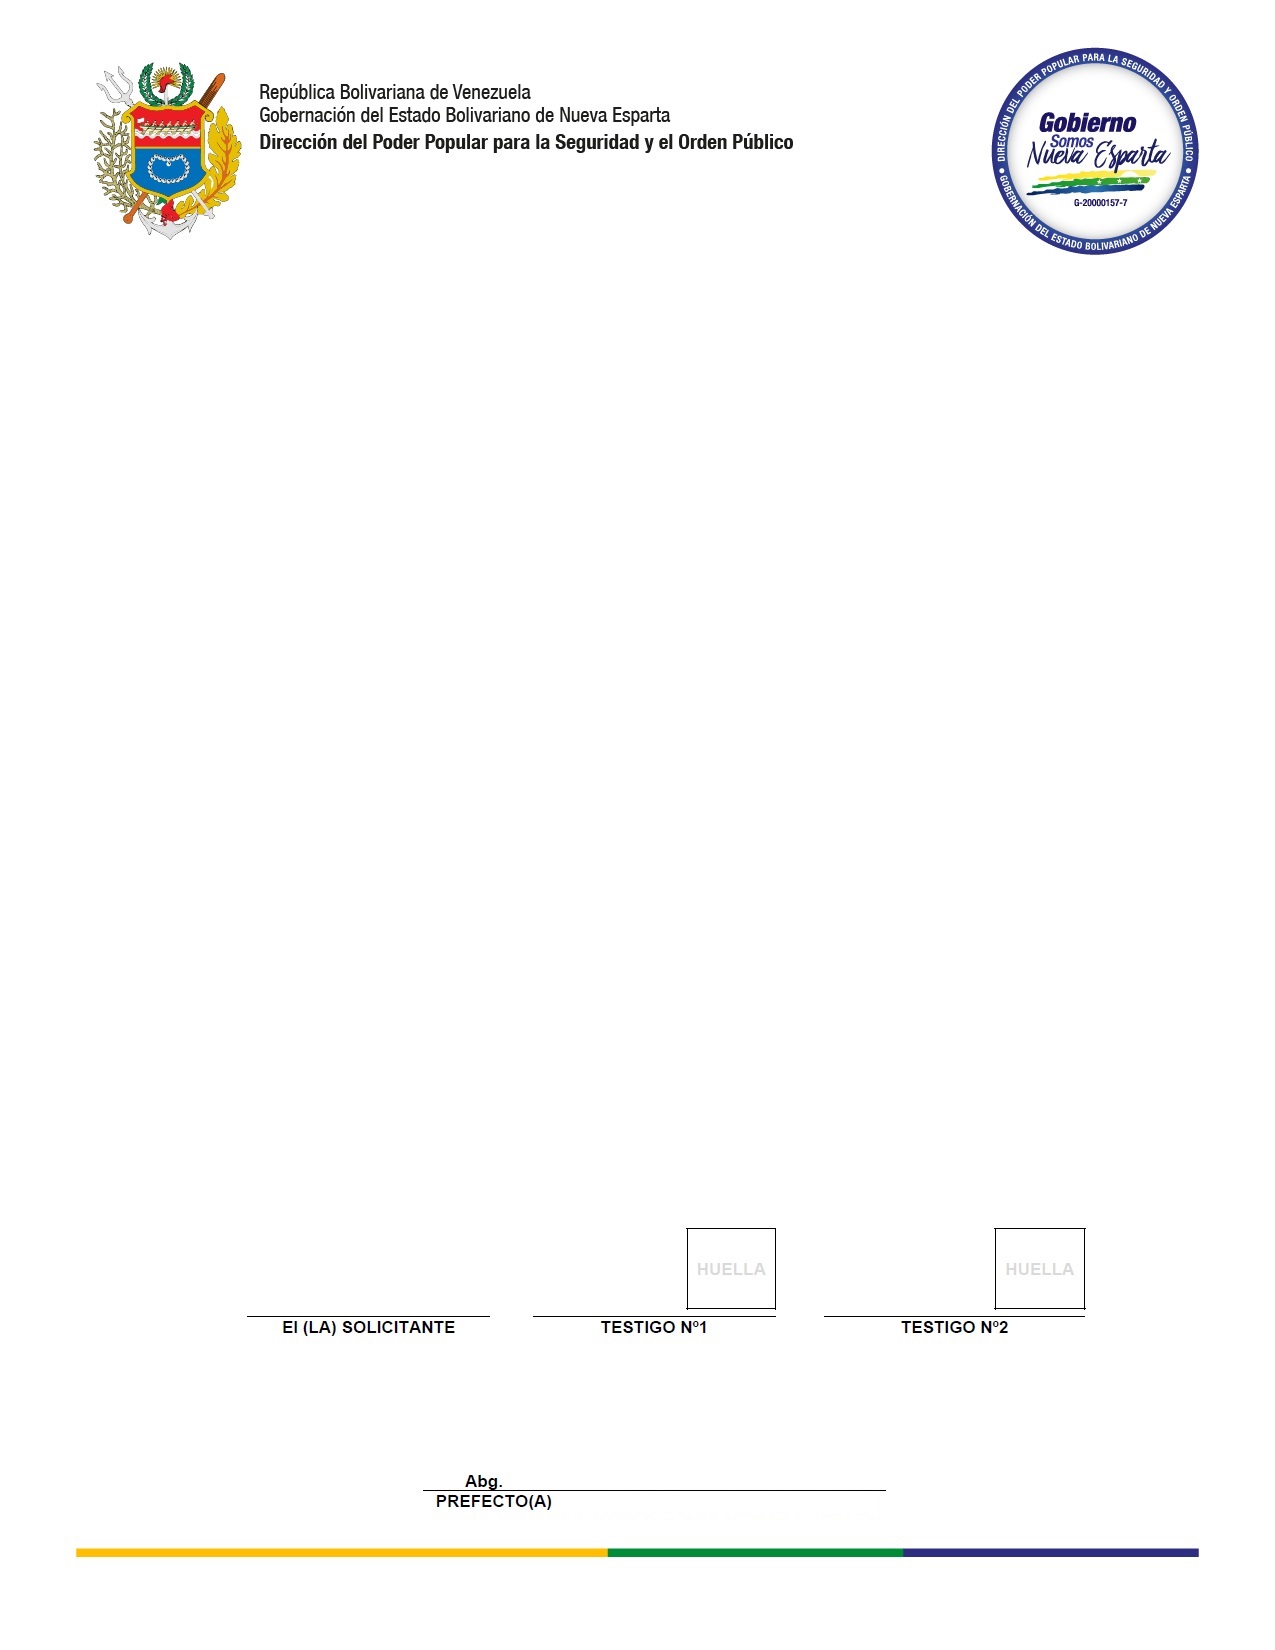 República Bolivariana de Venezuela
Gobernación del Estado Bolivariano de Nueva Esparta
Dirección del Poder Popular para la Seguridad y el Orden Público
DIRECCIÓN DEL PODER POPULAR PARA LA SEGURIDAD Y ORDEN PÚBLICO
Gobierno
Somos
Nueva Esparta
G-20000157-7
GOBERNACIÓN DEL ESTADO BOLIVARIANO DE NUEVA ESPARTA
HUELLA HUELLA
El (LA) SOLICITANTE TESTIGO Nº1 TESTIGO Nº2
Abg.
PREFECTO(A)